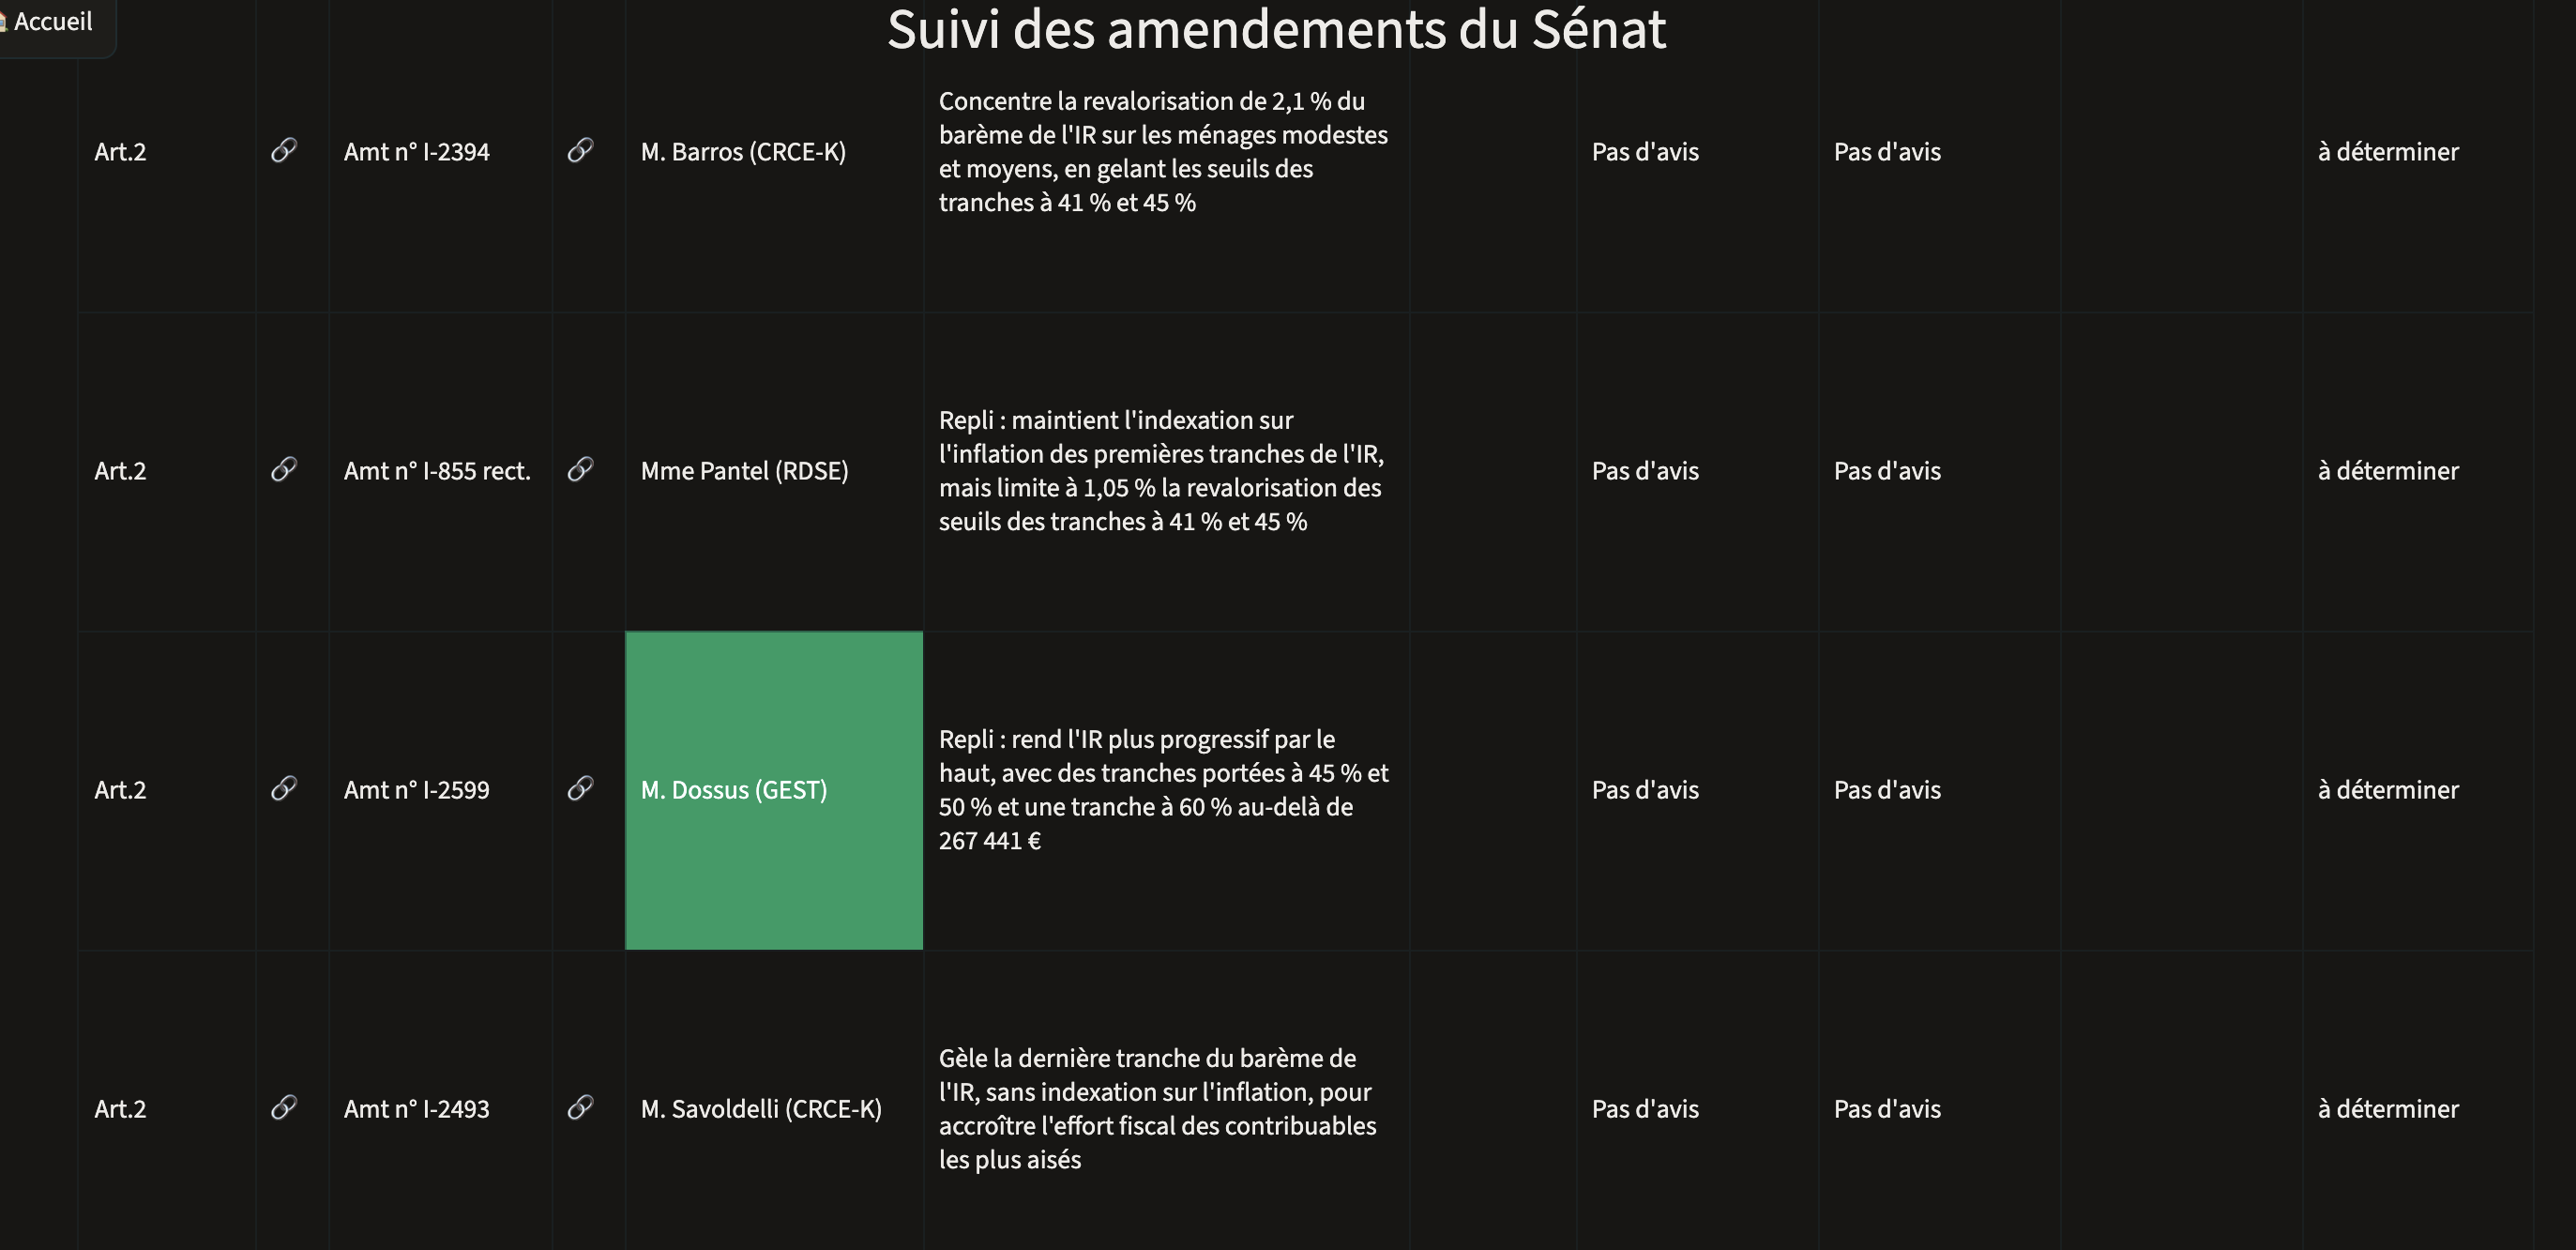 Accueil
Suivi des amendements du Sénat
Art.2
Amt n° I-2394
M. Barros (CRCE-K)
Concentre la revalorisation de 2,1 % du
barème de l'IR sur les ménages modestes
et moyens, en gelant les seuils des
tranches à 41 % et 45 %
Pas d'avis
Pas d'avis
à déterminer
Art.2
Amt n° I-855 rect.
Mme Pantel (RDSE)
Repli : maintient l'indexation sur
l'inflation des premières tranches de l'IR,
mais limite à 1,05 % la revalorisation des
seuils des tranches à 41 % et 45 %
Pas d'avis
Pas d'avis
à déterminer
Art.2
Amt n° I-2599
M. Dossus (GEST)
Repli : rend l'IR plus progressif par le
haut, avec des tranches portées à 45 % et
50 % et une tranche à 60 % au-delà de
267 441 €
Pas d'avis
Pas d'avis
à déterminer
Art.2
Amt n° I-2493
M. Savoldelli (CRCE-K)
Gèle la dernière tranche du barème de
l'IR, sans indexation sur l'inflation, pour
accroître l'effort fiscal des contribuables
les plus aisés
Pas d'avis
Pas d'avis
à déterminer